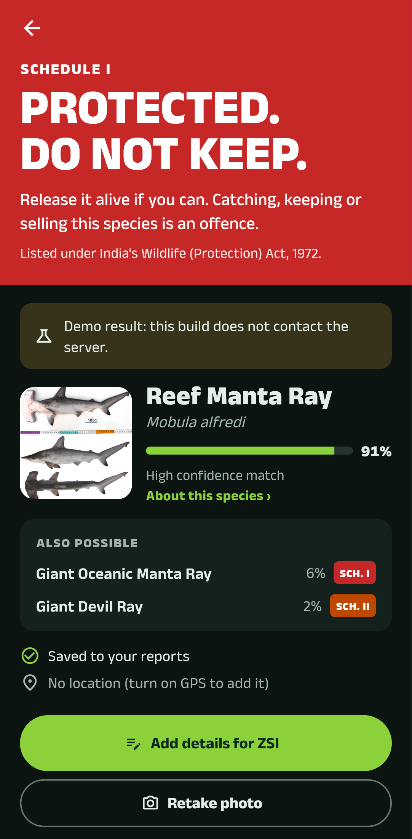 SCHEDULE I
PROTECTED.
DO NOT KEEP.
Release it alive if you can. Catching, keeping or
selling this species is an offence.
Listed under India's Wildlife (Protection) Act, 1972.
Demo result: this build does not contact the
server.
Reef Manta Ray
Mobula alfredi
91%
High confidence match
About this species ›
ALSO POSSIBLE
Giant Oceanic Manta Ray 6% SCH. I
Giant Devil Ray 2% SCH. II
Saved to your reports
No location (turn on GPS to add it)
Add details for ZSI
Retake photo